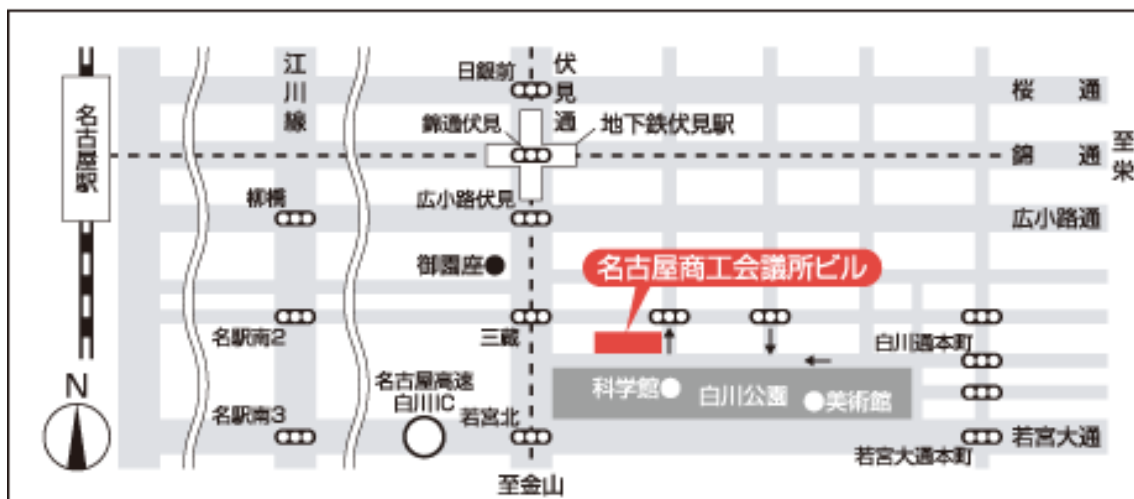 江川線
日銀前
伏見通
桜通
名古屋駅
錦通伏見
地下鉄伏見駅
錦通
至栄
柳橋
広小路伏見
広小路通
御園座
名古屋商工会議所ビル
名駅南2
三蔵
白川通本町
名古屋高速
白川IC
科学館
白川公園
美術館
N
名駅南3
若宮北
若宮大通
若宮大通本町
至金山